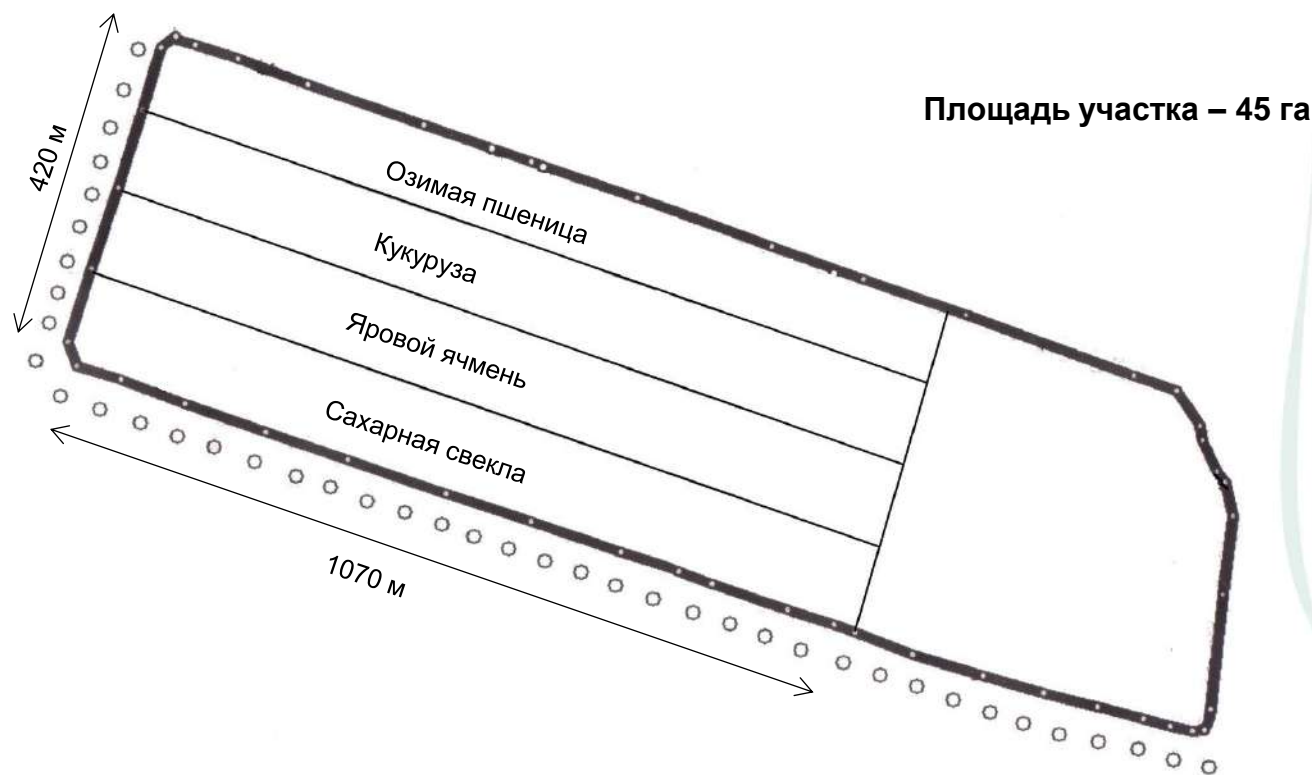 Площадь участка – 45 га
420 м
Озимая пшеница
Кукуруза
Яровой ячмень
Сахарная свекла
1070 м